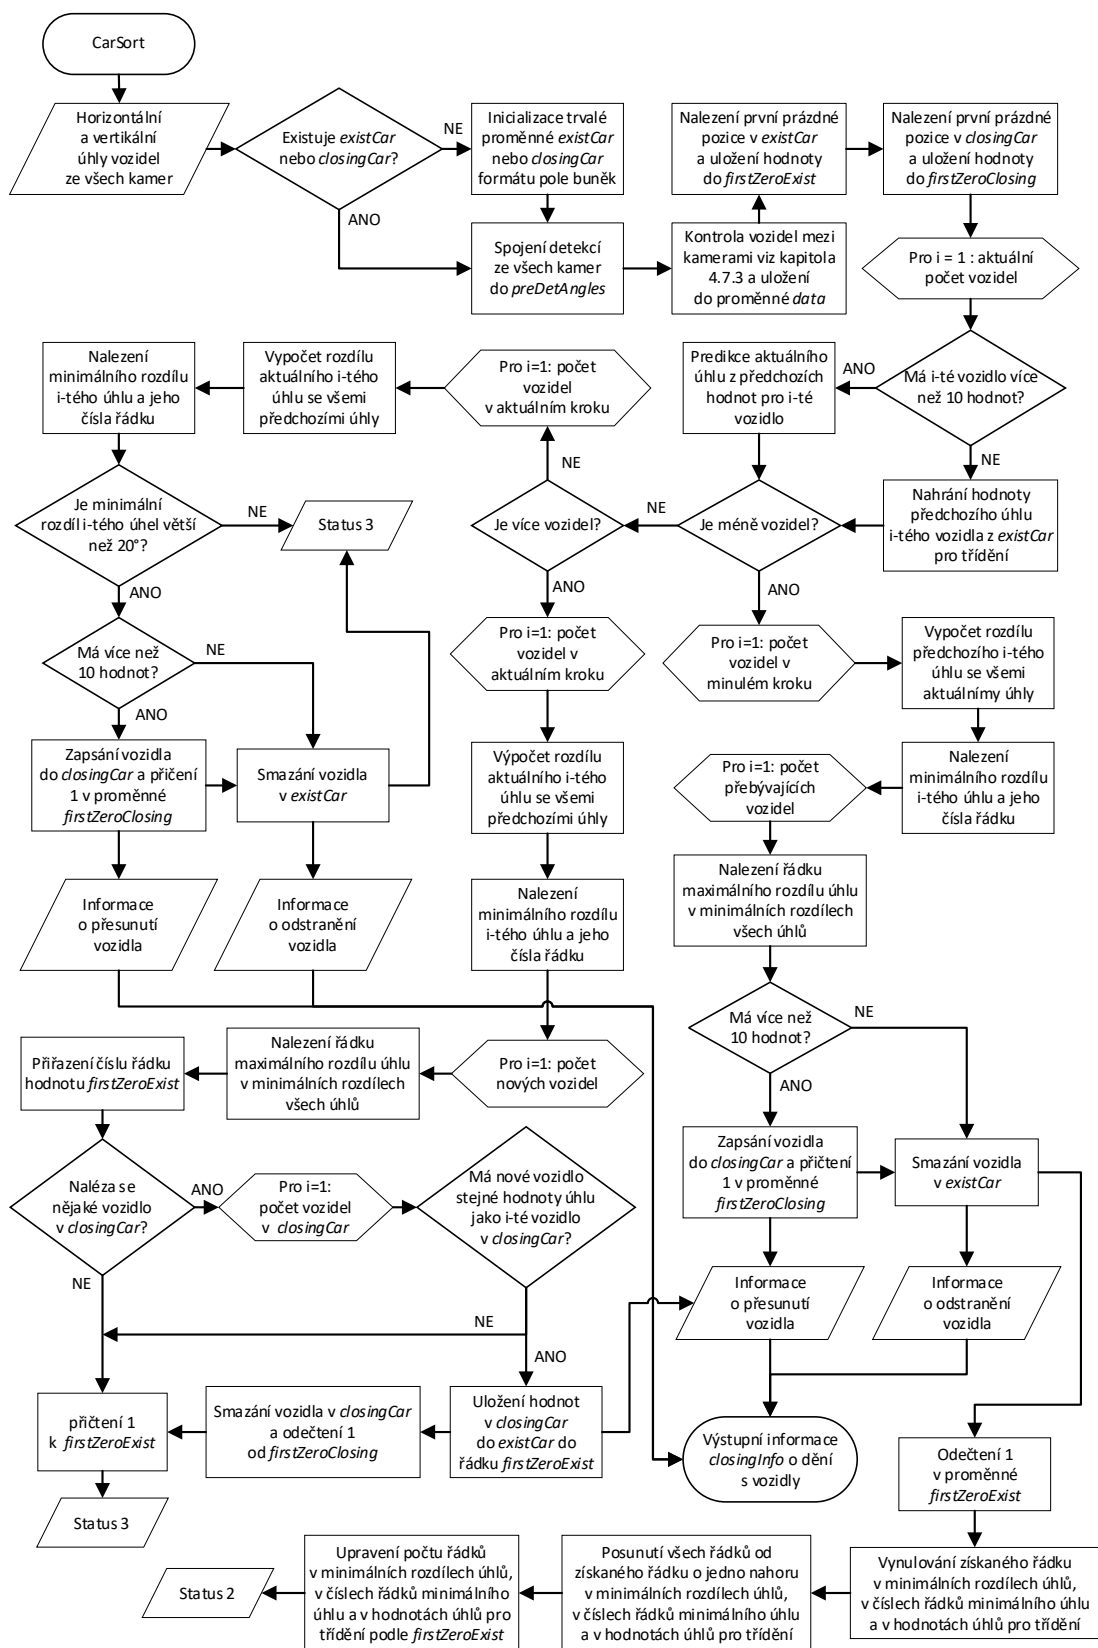 CarSort
Horizontální
a vertikální
úhly vozidel
ze všech kamer
Existuje existCar
nebo closingCar?
NE
ANO
Inicializace trvalé
proměnné existCar
nebo closingCar
formátu pole buněk
Spojení detekcí
ze všech kamer
do preDetAngles
Kontrola vozidel mezi
kamerami viz kapitola
4.7.3 a uložení
do proměnné data
Nalezení první prázdné
pozice v existCar
a uložení hodnoty
do firstZeroExist
Nalezení první prázdné
pozice v closingCar
a uložení hodnoty
do firstZeroClosing
Pro i = 1 : aktuální
počet vozidel
Má i-té vozidlo více
než 10 hodnot?
ANO
NE
Predikce aktuálního
úhlu z předchozích
hodnot pro i-té
vozidlo
Nahrání hodnoty
předchozího úhlu
i-tého vozidla z existCar
pro třídění
Je méně vozidel?
NE
ANO
Je více vozidel?
NE
ANO
Pro i=1: počet
vozidel
v aktuálním kroku
Vypočet rozdílu
aktuálního i-tého
úhlu se všemi
předchozími úhly
Nalezení
minimálního rozdílu
i-tého úhlu a jeho
čísla řádku
Je minimální
rozdíl i-tého úhel větší
než 20°?
NE
ANO
Status 3
Má více než
10 hodnot?
NE
ANO
Zapsání vozidla
do closingCar a přičení
1 v proměnné
firstZeroClosing
Smazání vozidla
v existCar
Informace
o přesunutí
vozidla
Informace
o odstranění
vozidla
Pro i=1: počet
vozidel v
aktuálním kroku
Výpočet rozdílu
aktuálního i-tého
úhlu se všemi
předchozími úhly
Nalezení
minimálního rozdílu
i-tého úhlu a jeho
čísla řádku
Pro i=1: počet
nových vozidel
Nalezení řádku
maximálního rozdílu úhlu
v minimálních rozdílech
všech úhlů
Přiřazení číslu řádku
hodnotu firstZeroExist
Naléza se
nějaké vozidlo
v closingCar?
ANO
NE
Pro i=1:
počet vozidel
v closingCar
Má nové vozidlo
stejné hodnoty úhlu
jako i-té vozidlo
v closingCar?
NE
ANO
Uložení hodnot
v closingCar
do existCar do
řádku firstZeroExist
Smazání vozidla v closingCar
a odečtení 1
od firstZeroClosing
přičtení 1
k firstZeroExist
Status 3
Pro i=1: počet
vozidel v
minulém kroku
Vypočet rozdílu
předchozího i-tého
úhlu se všemi
aktuálnímy úhly
Nalezení
minimálního rozdílu
i-tého úhlu a jeho
čísla řádku
Pro i=1: počet
přebývajících
vozidel
Nalezení řádku
maximálního rozdílu úhlu
v minimálních rozdílech
všech úhlů
Má více než
10 hodnot?
NE
ANO
Zapsání vozidla
do closingCar a přičtení
1 v proměnné
firstZeroClosing
Smazání vozidla
v existCar
Informace
o přesunutí
vozidla
Informace
o odstranění
vozidla
Výstupní informace
closingInfo o dění
s vozidly
Odečtení 1
v proměnné
firstZeroExist
Vynulování získaného řádku
v minimálních rozdílech úhlů,
v číslech řádků minimálního úhlu
a v hodnotách úhlů pro třídění
Posunutí všech řádků od
získaného řádku o jedno nahoru
v minimálních rozdílech úhlů,
v číslech řádků minimálního úhlu
a v hodnotách úhlů pro třídění
Upravení počtu řádků
v minimálních rozdílech úhlů,
v číslech řádků minimálního
úhlu a v hodnotách úhlů pro
třídění podle firstZeroExist
Status 2